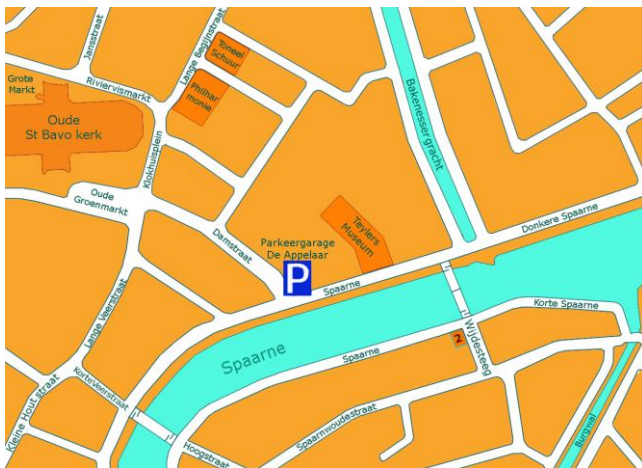 Jansstraat
Lange Begijnstraat
Toneel
Schuur
Grote
Markt
Riviervismarkt
Philhar
monie
Bakenessergracht
Oude
St Bavo kerk
Klokhuisplein
Oude
Groenmarkt
Damstraat
Teylers
Museum
Donkere Spaarne
Parkeergarage
De Appelaar
P
Spaarne
Lange Veerstraat
Korte Spaarne
Wijdesteeg
2
Spaarne
Spaarne
Korte Veerstraat
Kleine Houtstraat
Spaarnwoudestraat
Hoogstraat
Burgwal